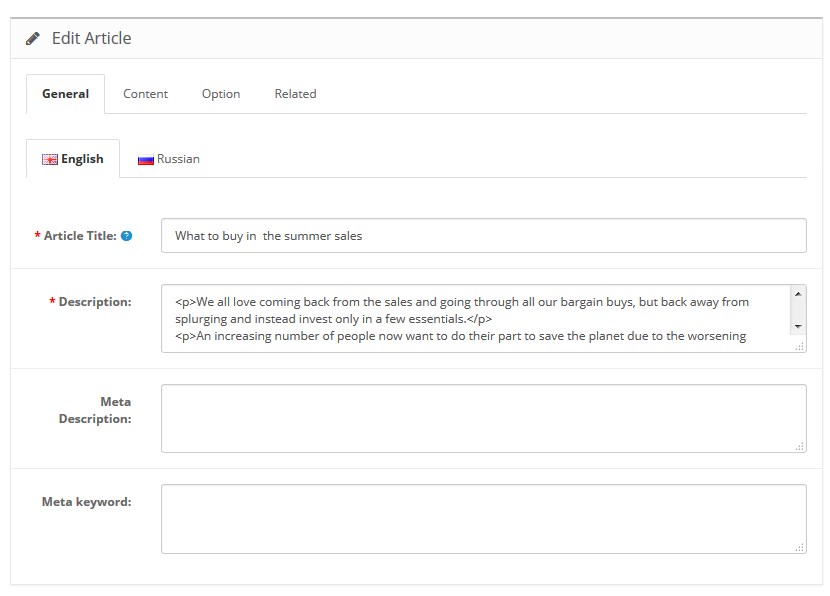 Edit Article
General Content Option Related
English Russian
* Article Title: ?
What to buy in  the summer sales
* Description:
<p>We all love coming back from the sales and going through all our bargain buys, but back away from
splurging and instead invest only in a few essentials.</p>
<p>An increasing number of people now want to do their part to save the planet due to the worsening
Meta
Description:
Meta keyword: